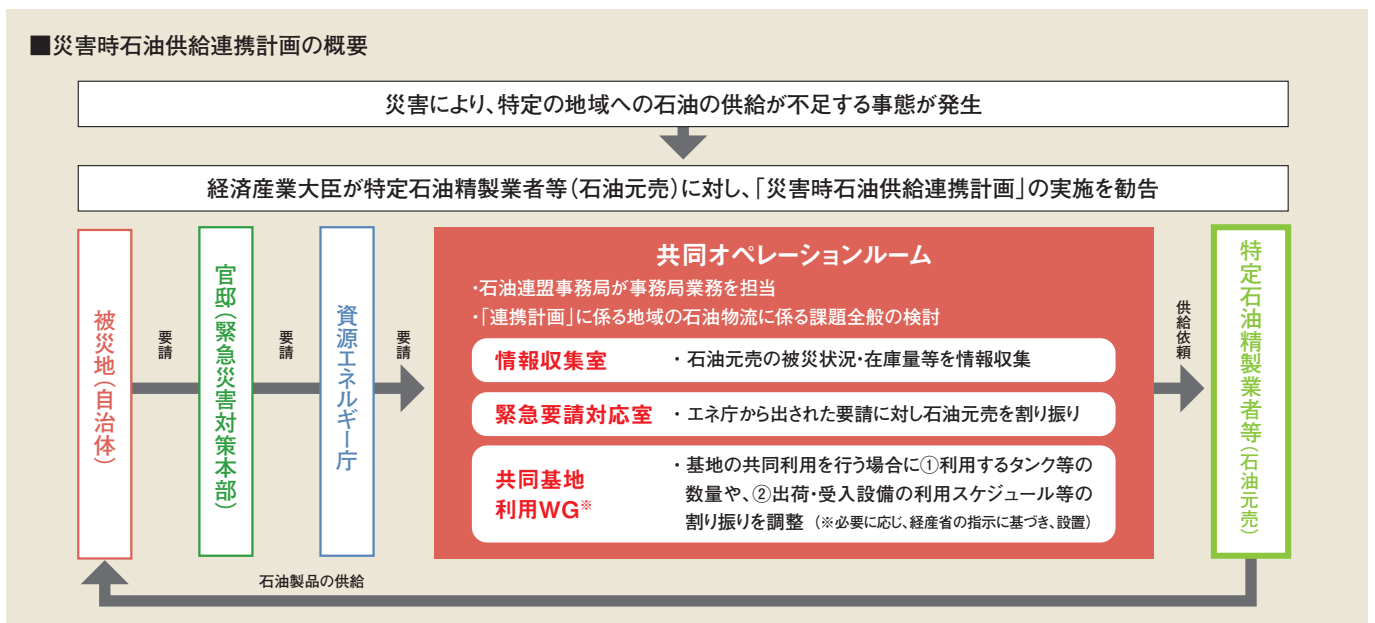 ■災害時石油供給連携計画の概要
災害により、特定の地域への石油の供給が不足する事態が発生
経済産業大臣が特定石油精製業者等(石油元売)に対し、「災害時石油供給連携計画」の実施を勧告
被災地(自治体)
要請
官邸(緊急災害対策本部)
要請
資源エネルギー庁
要請
共同オペレーションルーム
・石油連盟事務局が事務局業務を担当
・「連携計画」に係る地域の石油物流に係る課題全般の検討
情報収集室
・石油元売の被災状況・在庫量等を情報収集
緊急要請対応室
・エネ庁から出された要請に対し石油元売を割り振り
共同基地
利用WG※
・基地の共同利用を行う場合に①利用するタンク等の
数量や、②出荷・受入設備の利用スケジュール等の
割り振りを調整(※必要に応じ、経産省の指示に基づき、設置)
供給依頼
特定石油精製業者等(石油元売)
石油製品の供給